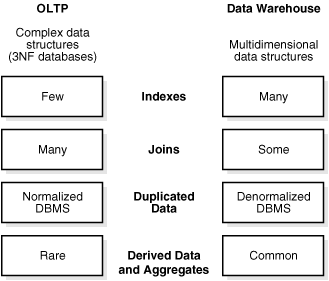 OLTP
Data Warehouse
Complex data
structures
(3NF databases)
Multidimensional
data structures
Few
Indexes
Many
Many
Joins
Some
Normalized
DBMS
Duplicated
Data
Denormalized
DBMS
Rare
Derived Data
and Aggregates
Common